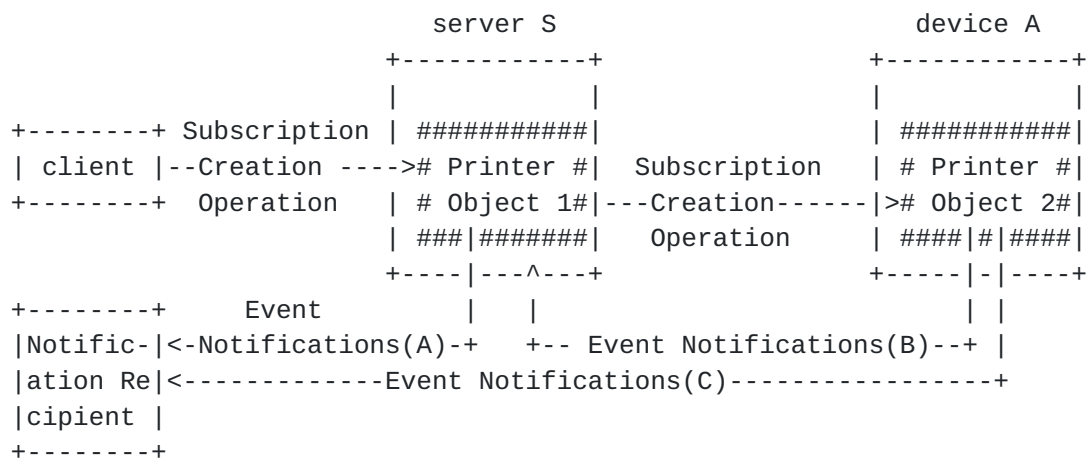 server S                       device A
                        +------------+                 +------------+
                        |            |                 |            |
+--------+ Subscription | ###########|                 | ###########|
| client |--Creation ----># Printer #|  Subscription   | # Printer #|
+--------+  Operation   | # Object 1#|---Creation------|># Object 2#|
                        | ###|#######|   Operation     | ####|#|####|
                        +----|---^---+                 +-----|-|----+
+--------+     Event         |   |                           | |
|Notific-|<-Notifications(A)-+   +-- Event Notifications(B)--+ |
|ation Re|<-------------Event Notifications(C)-----------------+
|cipient |
+--------+